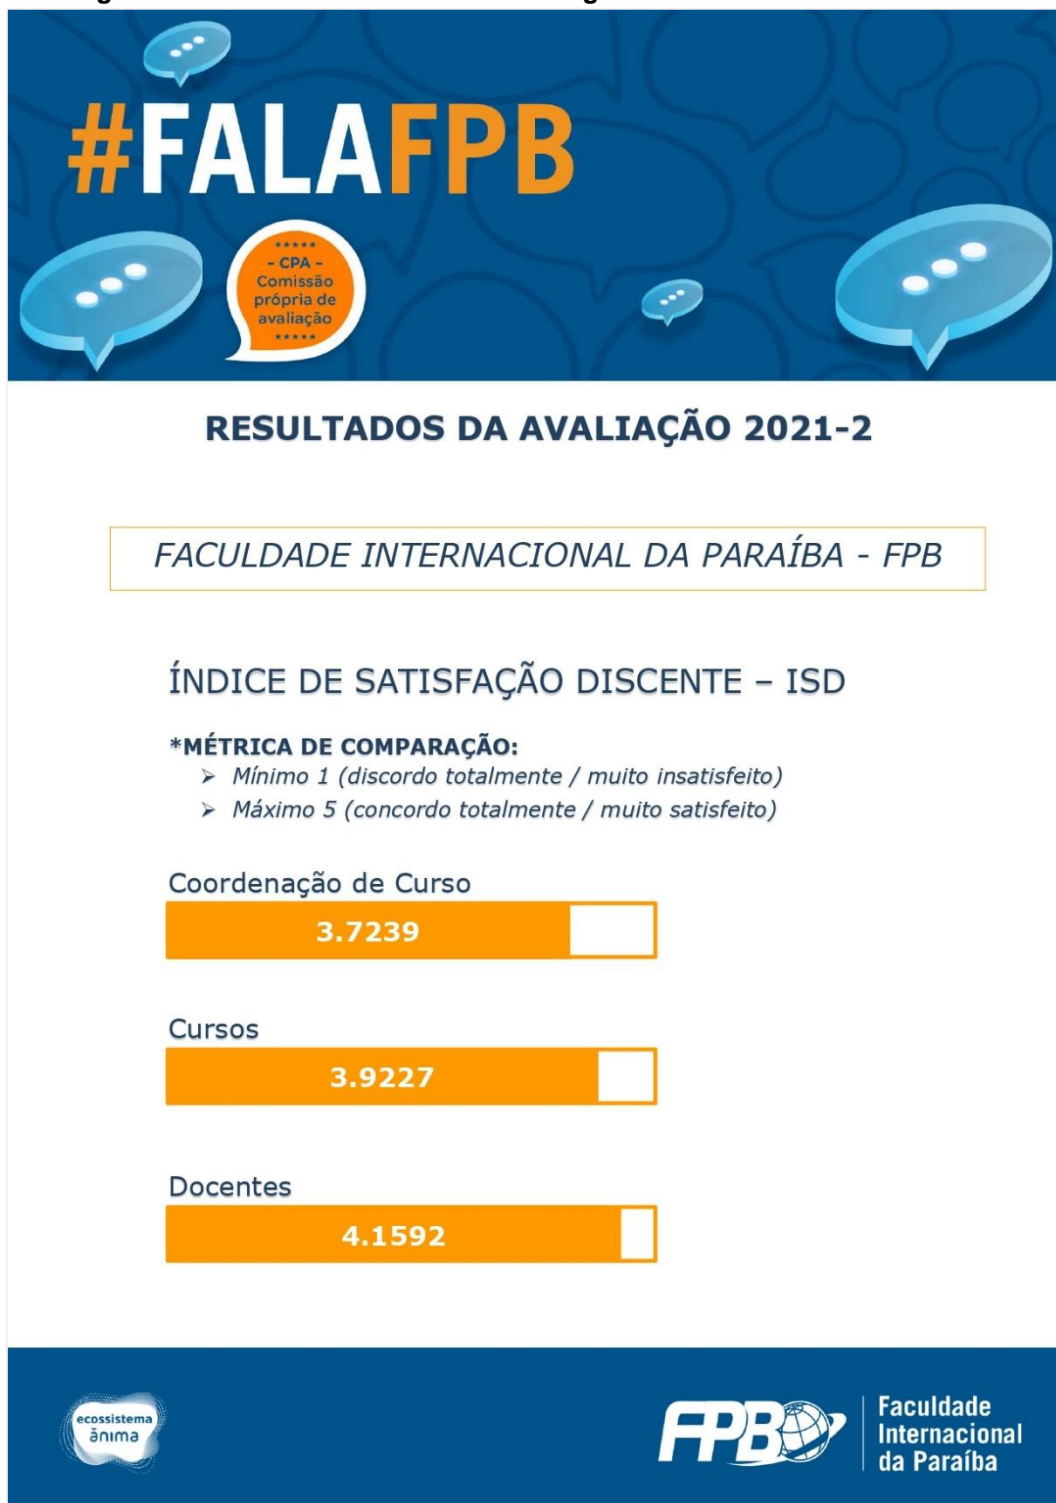 #FALAFPB
*****
- CPA -
Comissão
própria de
avaliação
*****
RESULTADOS DA AVALIAÇÃO 2021-2
FACULDADE INTERNACIONAL DA PARAÍBA - FPB
ÍNDICE DE SATISFAÇÃO DISCENTE – ISD
*MÉTRICA DE COMPARAÇÃO:
➢ Mínimo 1 (discordo totalmente / muito insatisfeito)
➢ Máximo 5 (concordo totalmente / muito satisfeito)
Coordenação de Curso
3.7239
Cursos
3.9227
Docentes
4.1592
ecossistema
ănıma
FPB
Faculdade
Internacional
da Paraíba